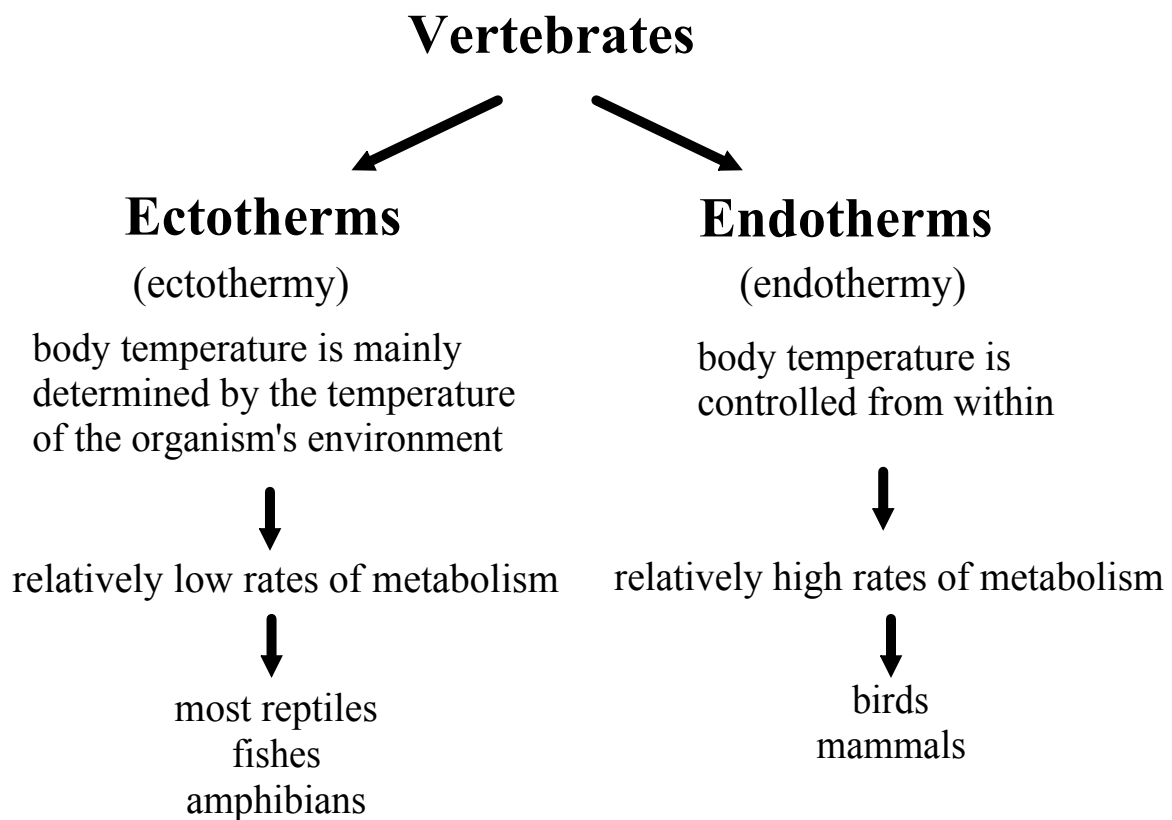 Vertebrates
Ectotherms
(ectothermy)
body temperature is mainly
determined by the temperature
of the organism's environment
relatively low rates of metabolism
most reptiles
fishes
amphibians
Endotherms
(endothermy)
body temperature is
controlled from within
relatively high rates of metabolism
birds
mammals